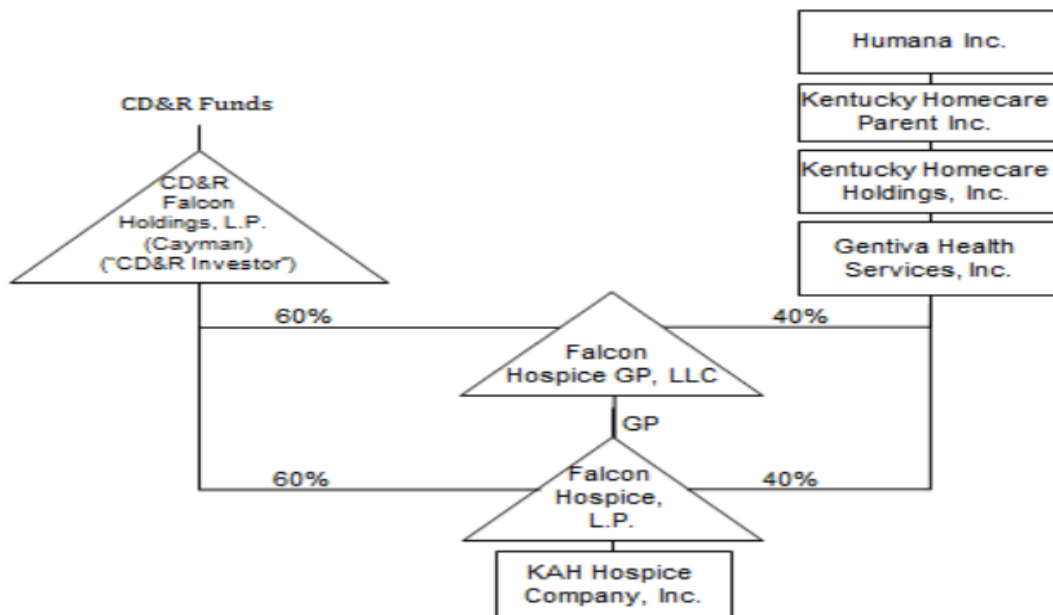 Humana Inc.
CD&R Funds
Kentucky Homecare
Parent Inc.
CD&R
Falcon
Holdings, L.P.
(Cayman)
("CD&R Investor")
Kentucky Homecare
Holdings, Inc.
Gentiva Health
Services, Inc.
60%
40%
Falcon
Hospice GP, LLC
GP
60%
40%
Falcon
Hospice,
L.P.
KAH Hospice
Company, Inc.